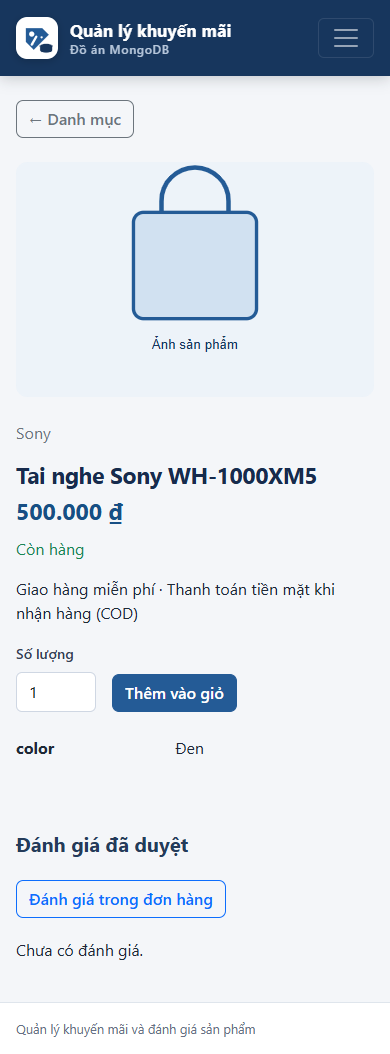 Quản lý khuyến mãi
Đồ án MongoDB
← Danh mục
Ảnh sản phẩm
Sony
Tai nghe Sony WH-1000XM5
500.000 ₫
Còn hàng
Giao hàng miễn phí · Thanh toán tiền mặt khi
nhận hàng (COD)
Số lượng
1
Thêm vào giỏ
color
Đen
Đánh giá đã duyệt
Đánh giá trong đơn hàng
Chưa có đánh giá.
Quản lý khuyến mãi và đánh giá sản phẩm